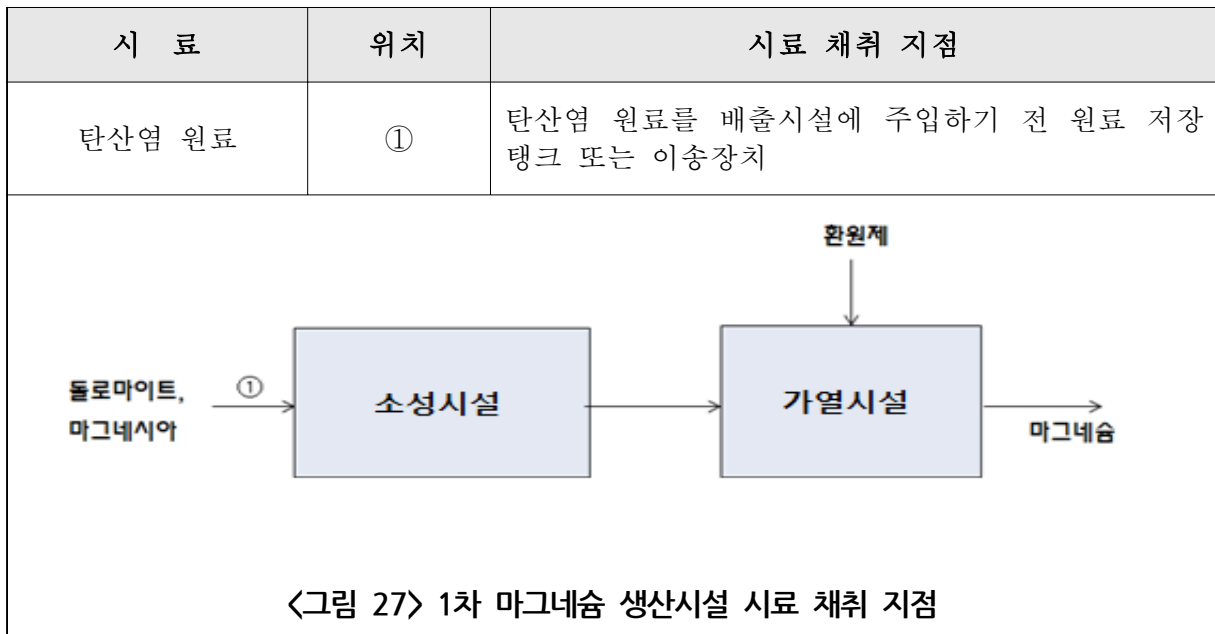 시 료
위치
시료 채취 지점
탄산염 원료
①
탄산염 원료를 배출시설에 주입하기 전 원료 저장
탱크 또는 이송장치
환원제
돌로마이트,
마그네시아
①
소성시설
가열시설
마그네슘
<그림 27> 1차 마그네슘 생산시설 시료 채취 지점